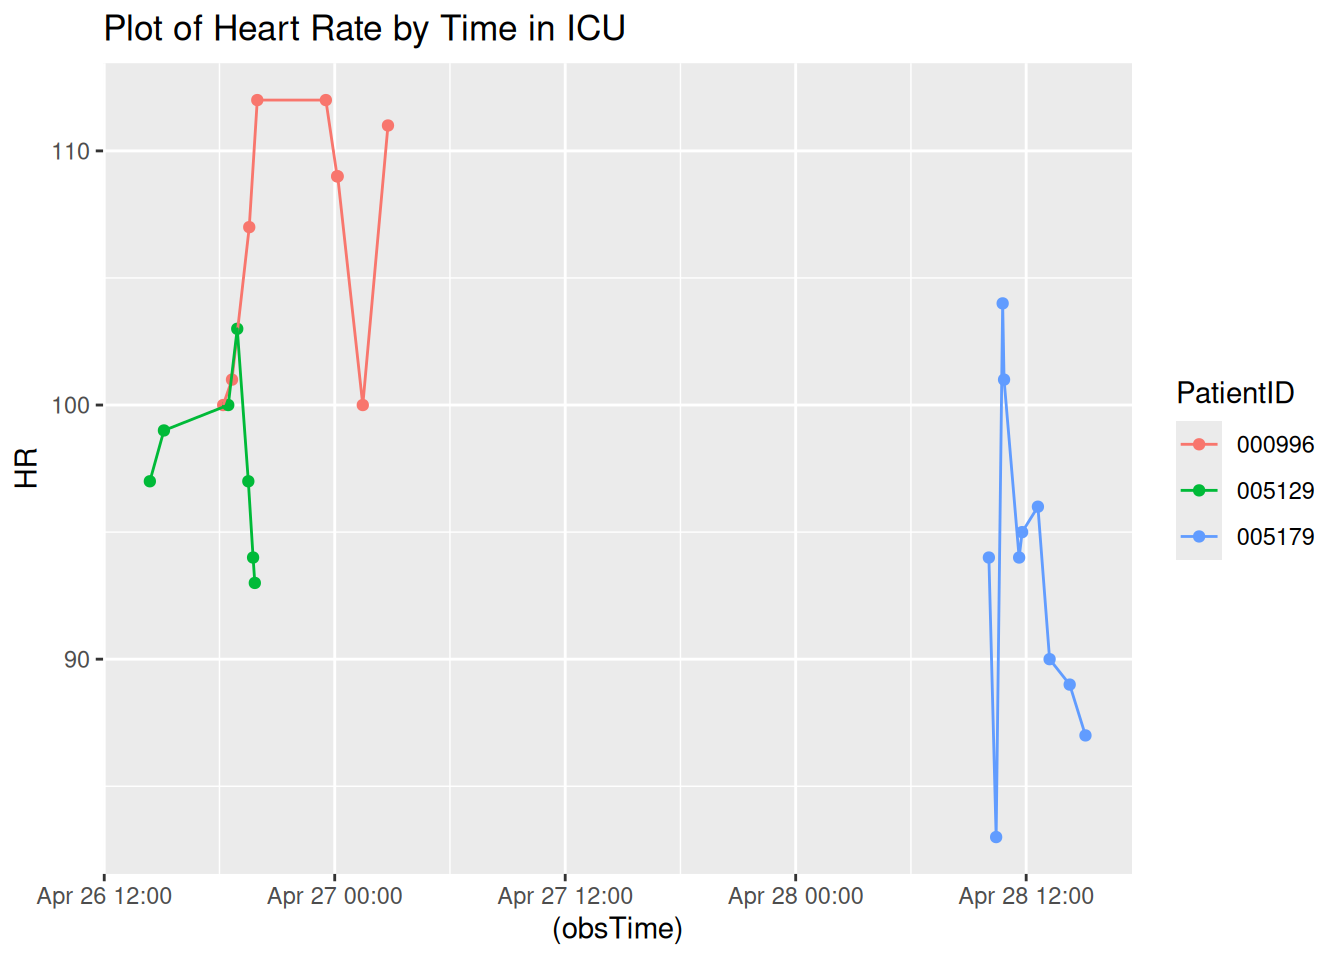 Plot of Heart Rate by Time in ICU
110
100
90
HR
Apr 26 12:00 Apr 27 00:00 Apr 27 12:00 Apr 28 00:00 Apr 28 12:00
(obsTime)
PatientID
000996
005129
005179